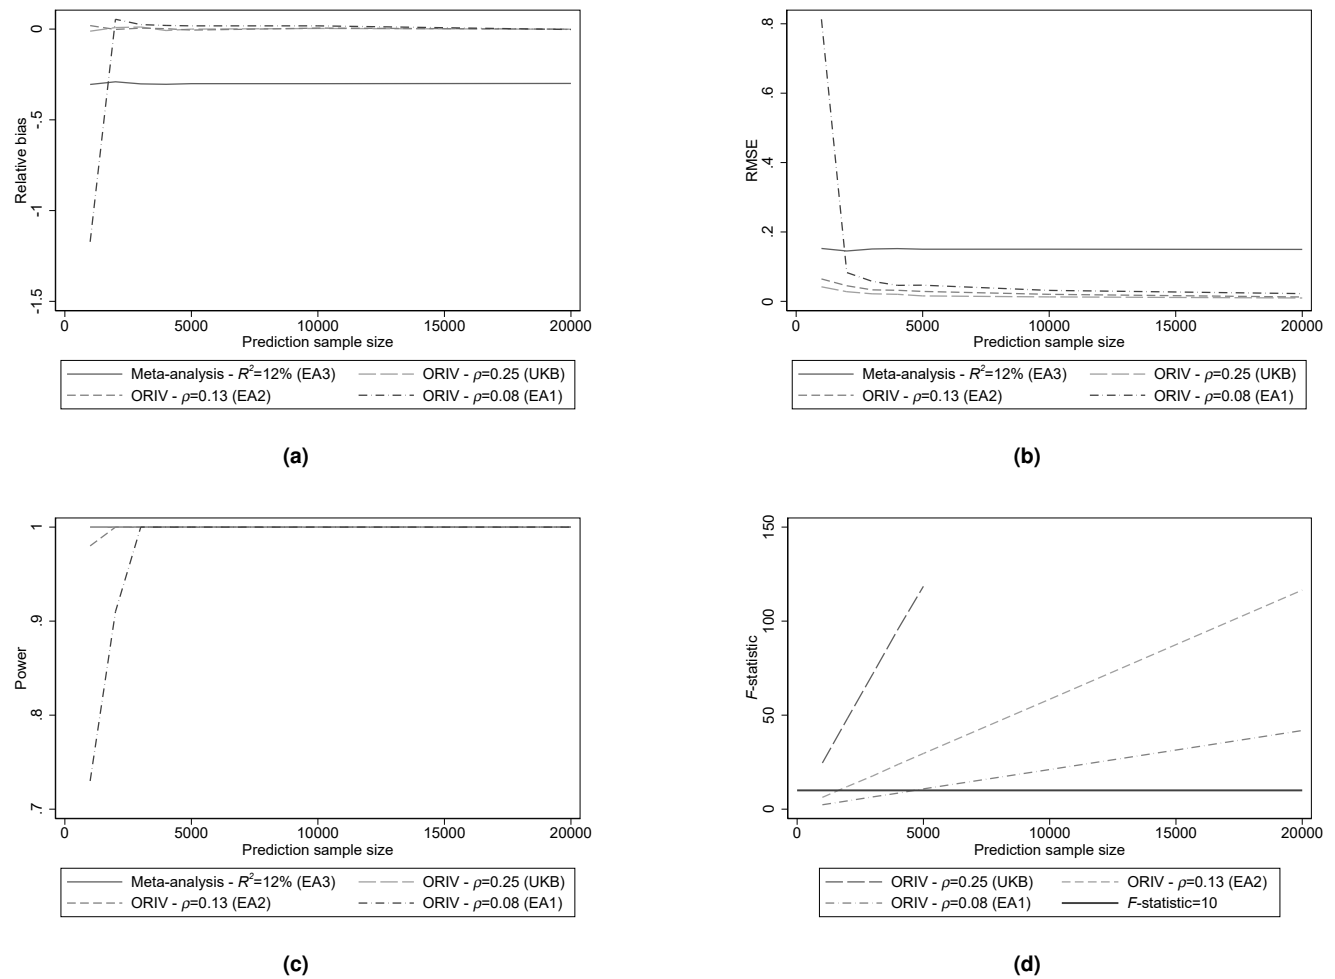 0
-.5
-1
-1.5
Relative bias
0 5000 10000 15000 20000
Prediction sample size
Meta-analysis - R²=12% (EA3) ORIV - ρ=0.25 (UKB)
ORIV - ρ=0.13 (EA2) ORIV - ρ=0.08 (EA1)
(a)
.8
.6
.4
.2
0
RMSE
0 5000 10000 15000 20000
Prediction sample size
Meta-analysis - R²=12% (EA3) ORIV - ρ=0.25 (UKB)
ORIV - ρ=0.13 (EA2) ORIV - ρ=0.08 (EA1)
(b)
1
.9
.8
.7
Power
0 5000 10000 15000 20000
Prediction sample size
Meta-analysis - R²=12% (EA3) ORIV - ρ=0.25 (UKB)
ORIV - ρ=0.13 (EA2) ORIV - ρ=0.08 (EA1)
(c)
150
100
50
0
F-statistic
0 5000 10000 15000 20000
Prediction sample size
ORIV - ρ=0.25 (UKB) ORIV - ρ=0.13 (EA2)
ORIV - ρ=0.08 (EA1) F-statistic=10
(d)